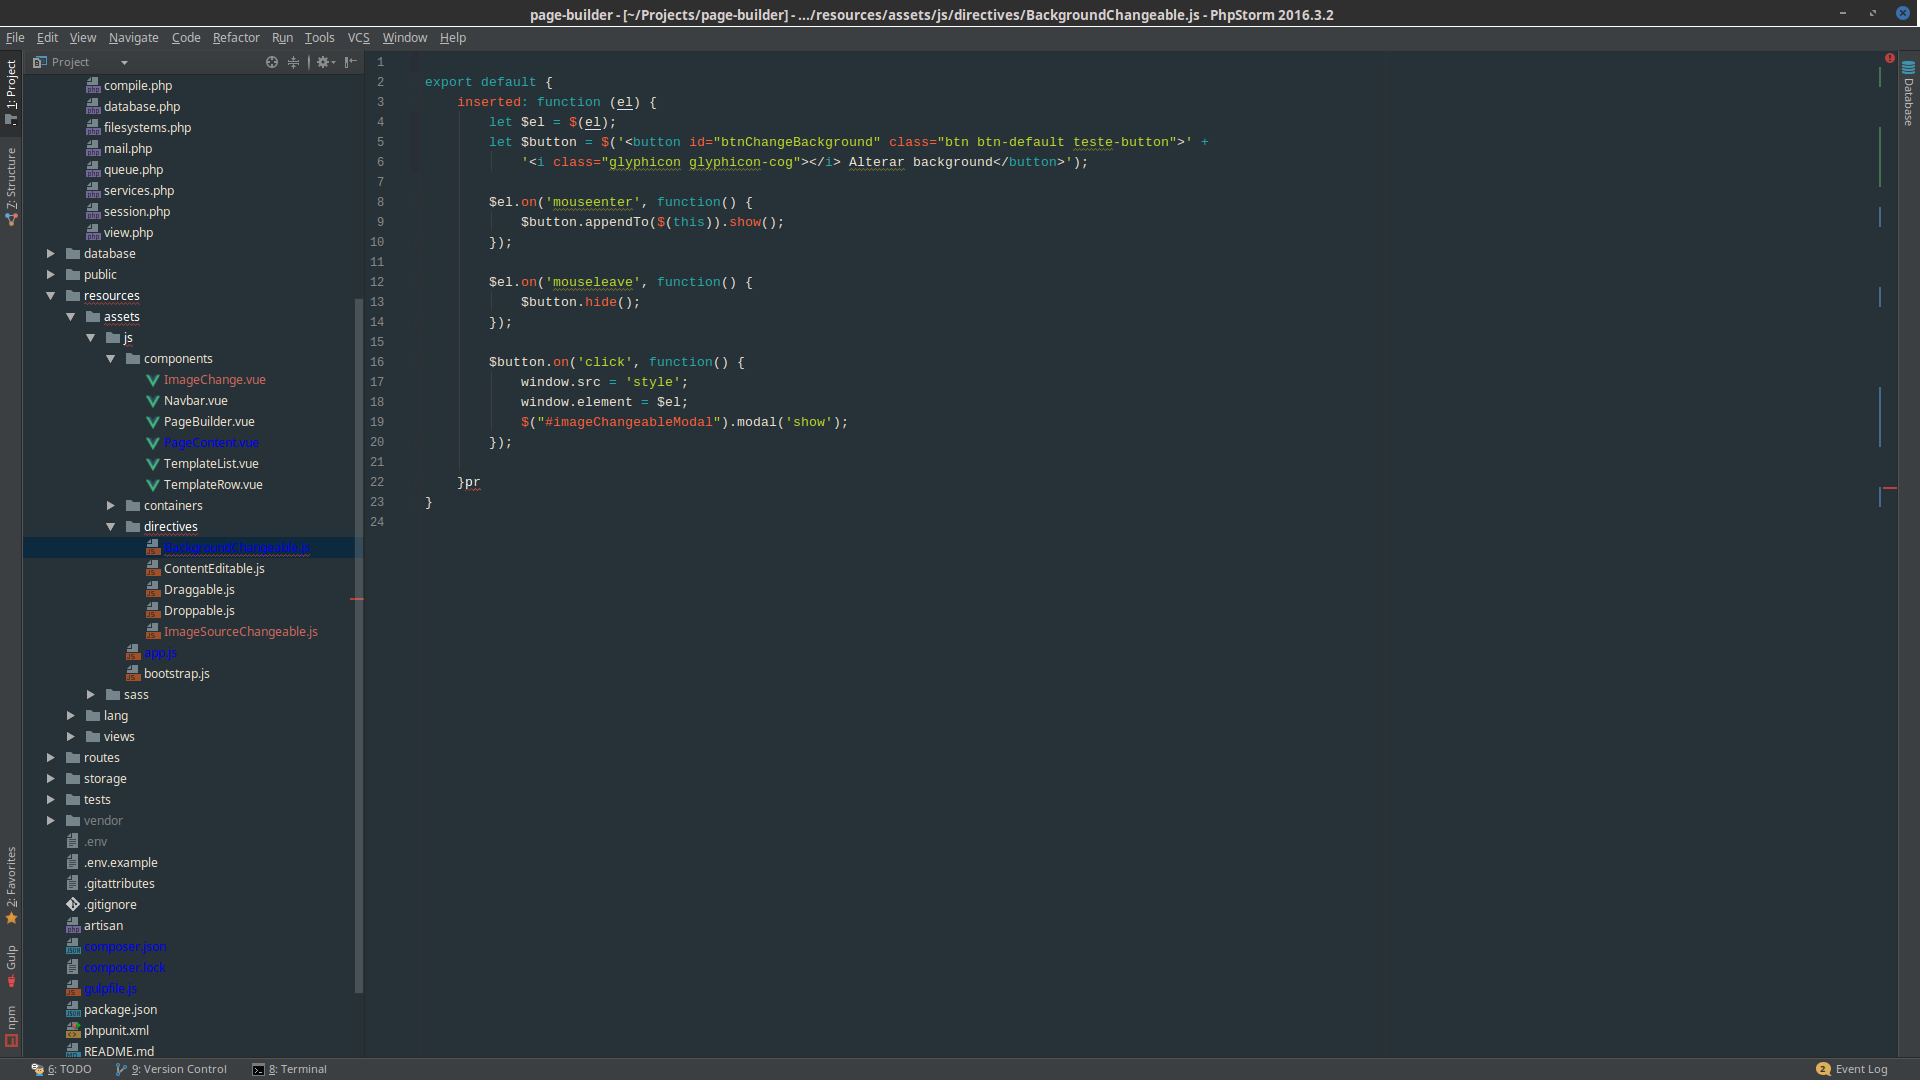 page-builder - [~/Projects/page-builder] - .../resources/assets/js/directives/BackgroundChangeable.js - PhpStorm 2016.3.2
File Edit View Navigate Code Refactor Run Tools VCS Window Help
1: Project
7: Structure
2: Favorites
Gulp
npm
Project
compile.php
database.php
filesystems.php
mail.php
queue.php
services.php
session.php
view.php
database
public
resources
assets
js
components
ImageChange.vue
Navbar.vue
PageBuilder.vue
PageContent.vue
TemplateList.vue
TemplateRow.vue
containers
directives
BackgroundChangeable.js
ContentEditable.js
Draggable.js
Droppable.js
ImageSourceChangeable.js
app.js
bootstrap.js
sass
lang
views
routes
storage
tests
vendor
.env
.env.example
.gitattributes
.gitignore
artisan
composer.json
composer.lock
gulpfile.js
package.json
phpunit.xml
README.md
1
2 export default {
3     inserted: function (el) {
4         let $el = $(el);
5         let $button = $('<button id="btnChangeBackground" class="btn btn-default teste-button">' +
6             '<i class="glyphicon glyphicon-cog"></i> Alterar background</button>');
7
8         $el.on('mouseenter', function() {
9             $button.appendTo($(this)).show();
10         });
11
12         $el.on('mouseleave', function() {
13             $button.hide();
14         });
15
16         $button.on('click', function() {
17             window.src = 'style';
18             window.element = $el;
19             $("#imageChangeableModal").modal('show');
20         });
21
22     }pr
23 }
24
Database
6: TODO 9: Version Control 8: Terminal
2 Event Log